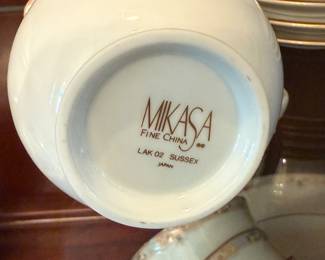 MIKASA
FINE CHINA
LAK 02 SUSSEX
JAPAN